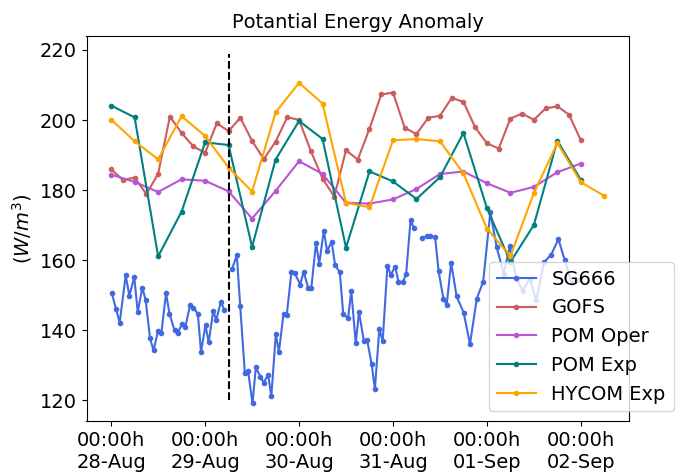 Potantial Energy Anomaly
(W/m^3)
220
200
180
160
140
120
00:00h 00:00h 00:00h 00:00h 00:00h 00:00h
28-Aug 29-Aug 30-Aug 31-Aug 01-Sep 02-Sep
SG666
GOFS
POM Oper
POM Exp
HYCOM Exp